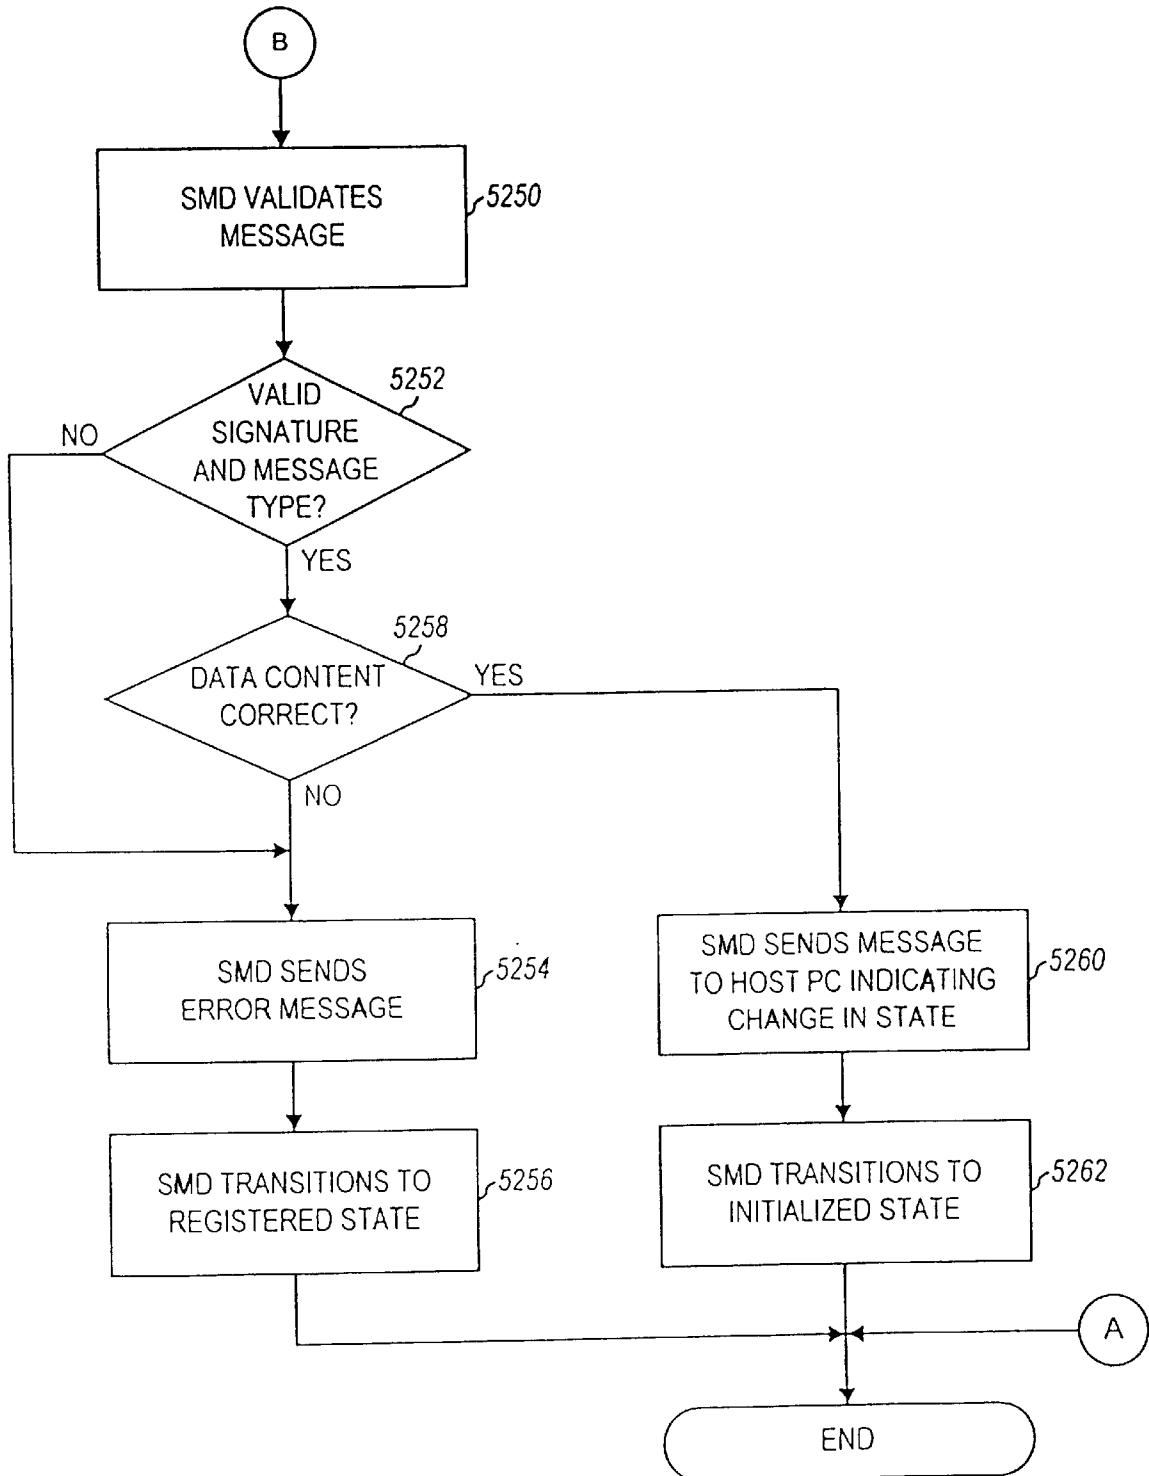 B
SMD VALIDATES
MESSAGE
5250
VALID
SIGNATURE
AND MESSAGE
TYPE?
5252
NO
YES
DATA CONTENT
CORRECT?
5258
YES
NO
SMD SENDS
ERROR MESSAGE
5254
SMD SENDS MESSAGE
TO HOST PC INDICATING
CHANGE IN STATE
5260
SMD TRANSITIONS TO
REGISTERED STATE
5256
SMD TRANSITIONS TO
INITIALIZED STATE
5262
A
END